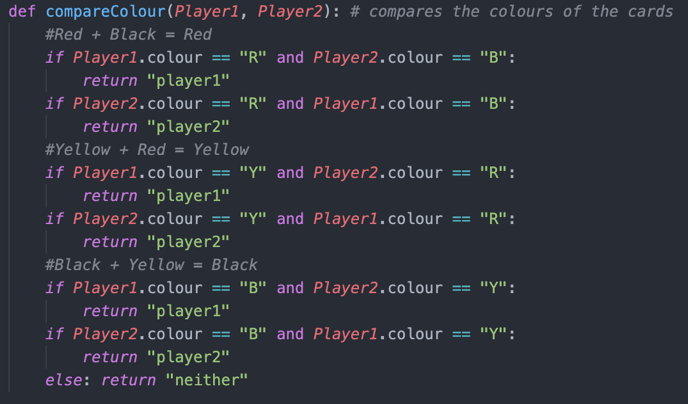 def compareColour(Player1, Player2): # compares the colours of the cards
    #Red + Black = Red
    if Player1.colour == "R" and Player2.colour == "B":
        return "player1"
    if Player2.colour == "R" and Player1.colour == "B":
        return "player2"
    #Yellow + Red = Yellow
    if Player1.colour == "Y" and Player2.colour == "R":
        return "player1"
    if Player2.colour == "Y" and Player1.colour == "R":
        return "player2"
    #Black + Yellow = Black
    if Player1.colour == "B" and Player2.colour == "Y":
        return "player1"
    if Player2.colour == "B" and Player1.colour == "Y":
        return "player2"
    else: return "neither"